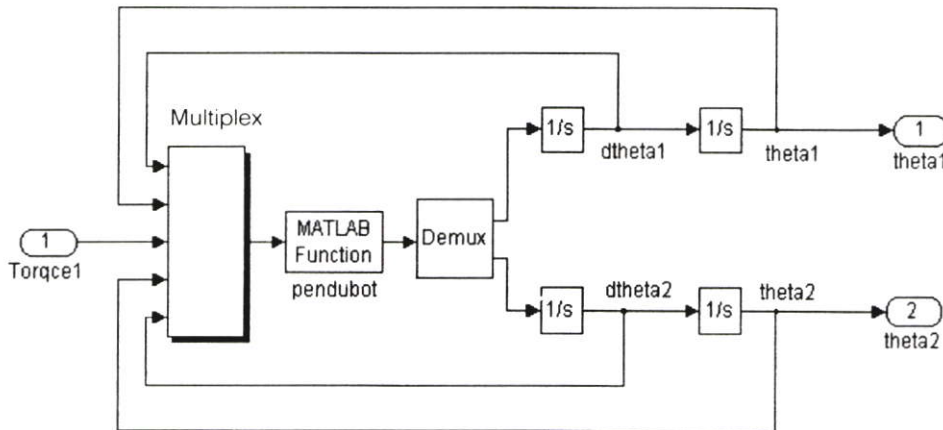 Multiplex
1
Torqce1
MATLAB
Function
pendubot
Demux
1/s
dtheta1
1/s
theta1
1
theta1
1/s
dtheta2
1/s
theta2
2
theta2